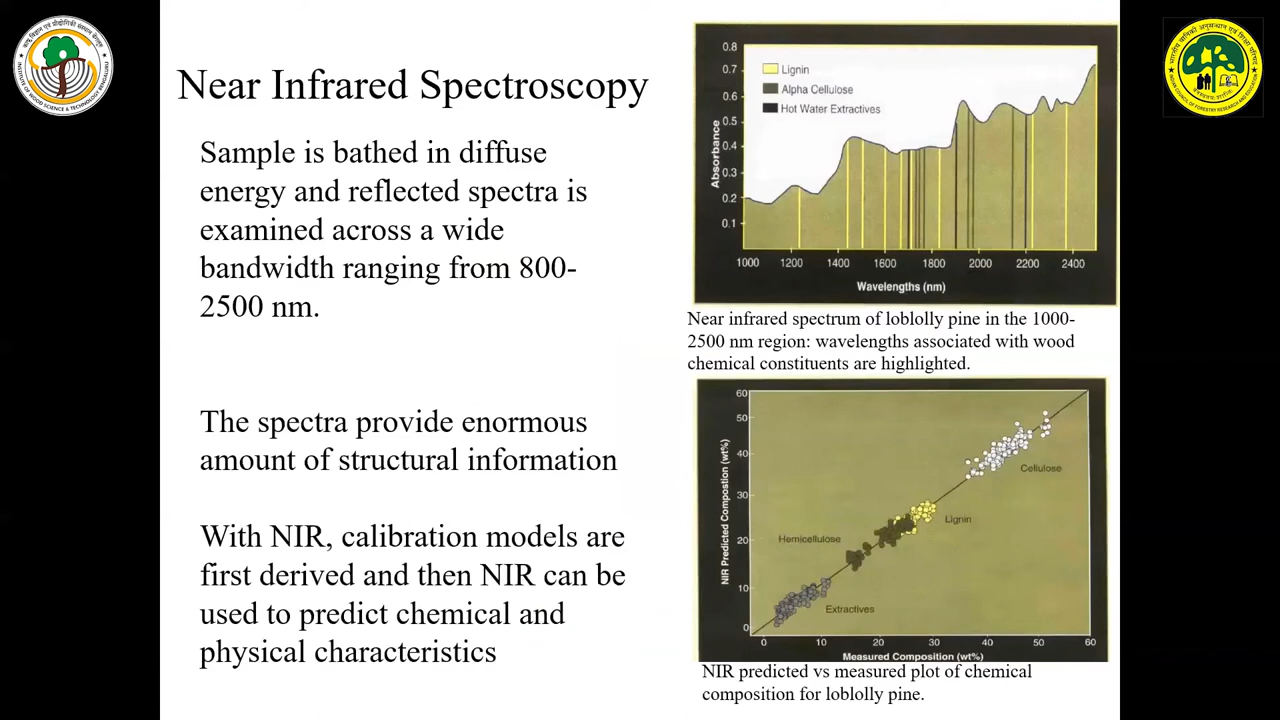 Near Infrared Spectroscopy
Sample is bathed in diffuse
energy and reflected spectra is
examined across a wide
bandwidth ranging from 800-
2500 nm.
The spectra provide enormous
amount of structural information
With NIR, calibration models are
first derived and then NIR can be
used to predict chemical and
physical characteristics
0.8
0.7
0.6
0.5
0.4
0.3
0.2
0.1
Absorbance
Lignin
Alpha Cellulose
Hot Water Extractives
1000 1200 1400 1600 1800 2000 2200 2400
Wavelengths (nm)
Near infrared spectrum of loblolly pine in the 1000-
2500 nm region: wavelengths associated with wood
chemical constituents are highlighted.
60
50
40
30
20
10
0
NIR Predicted Compostion (wt%)
Cellulose
Lignin
Hemicellulose
Extractives
0 10 20 30 40 50 60
Measured Composition (wt%)
NIR predicted vs measured plot of chemical
composition for loblolly pine.
INSTITUTE OF WOOD SCIENCE & TECHNOLOGY BENGALURU